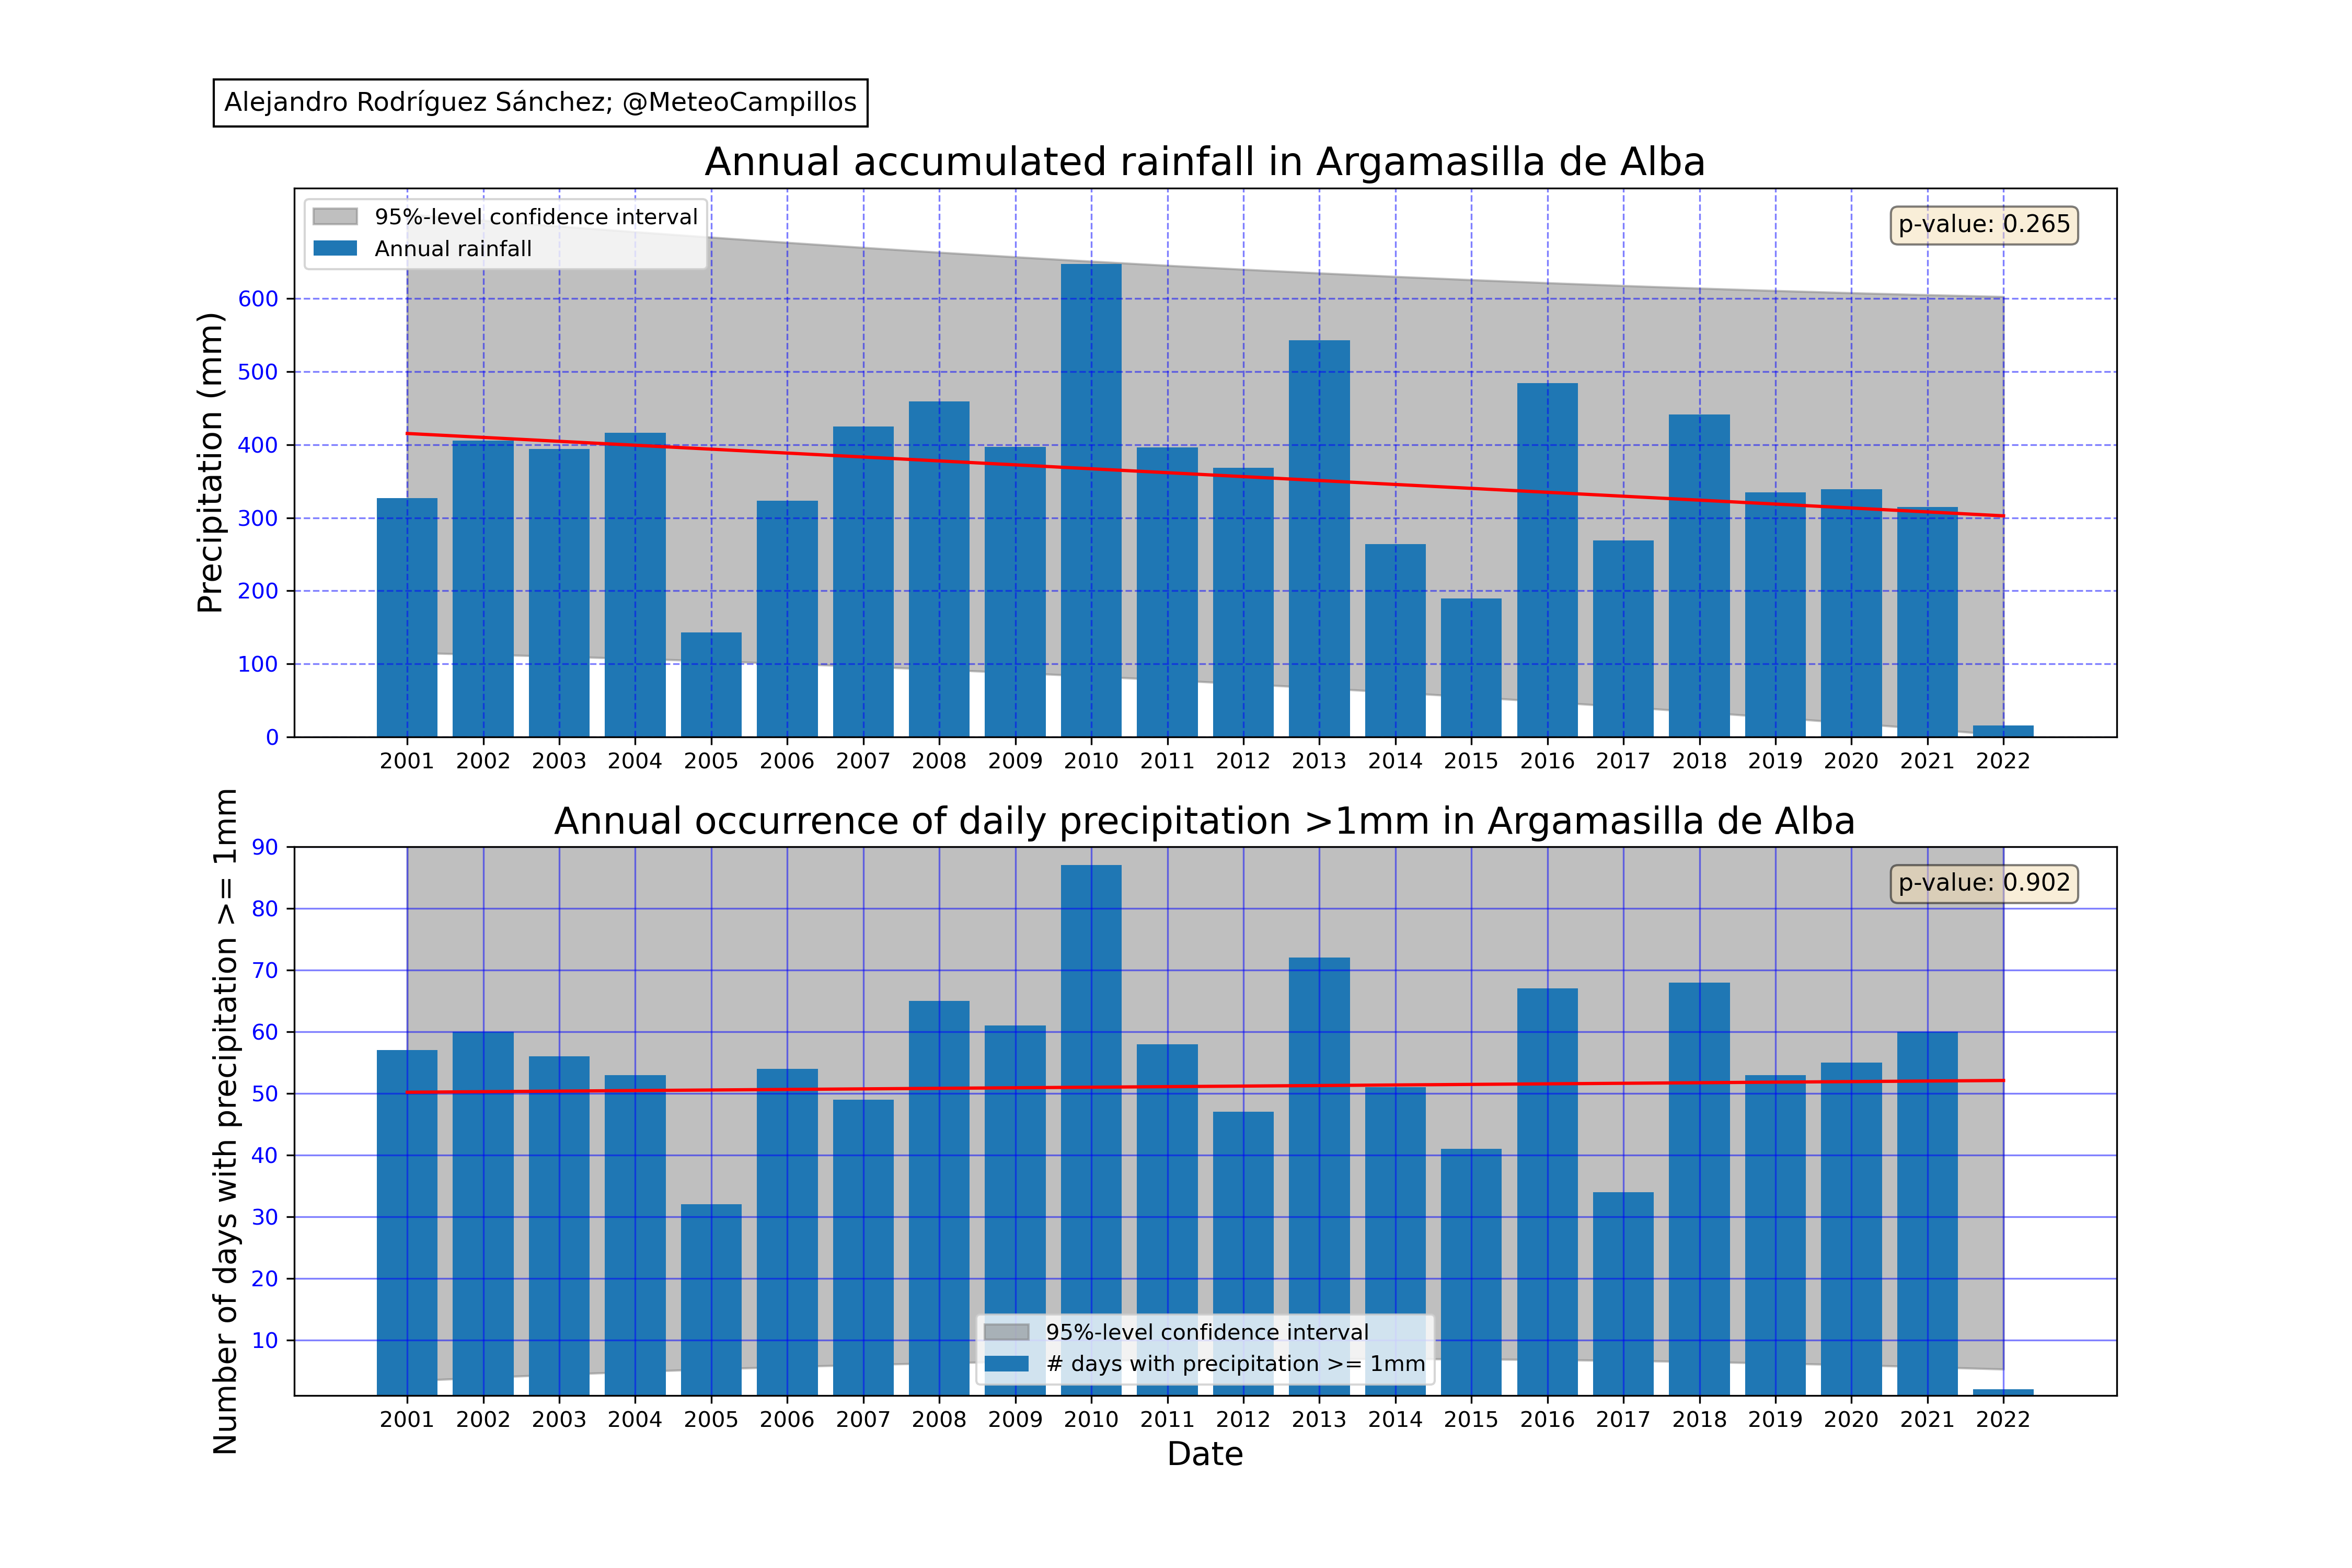 Alejandro Rodríguez Sánchez; @MeteoCampillos
Annual accumulated rainfall in Argamasilla de Alba
95%-level confidence interval
Annual rainfall
p-value: 0.265
Precipitation (mm)
600
500
400
300
200
100
0
2001 2002 2003 2004 2005 2006 2007 2008 2009 2010 2011 2012 2013 2014 2015 2016 2017 2018 2019 2020 2021 2022
Annual occurrence of daily precipitation >1mm in Argamasilla de Alba
p-value: 0.902
Number of days with precipitation >= 1mm
90
80
70
60
50
40
30
20
10
95%-level confidence interval
# days with precipitation >= 1mm
2001 2002 2003 2004 2005 2006 2007 2008 2009 2010 2011 2012 2013 2014 2015 2016 2017 2018 2019 2020 2021 2022
Date